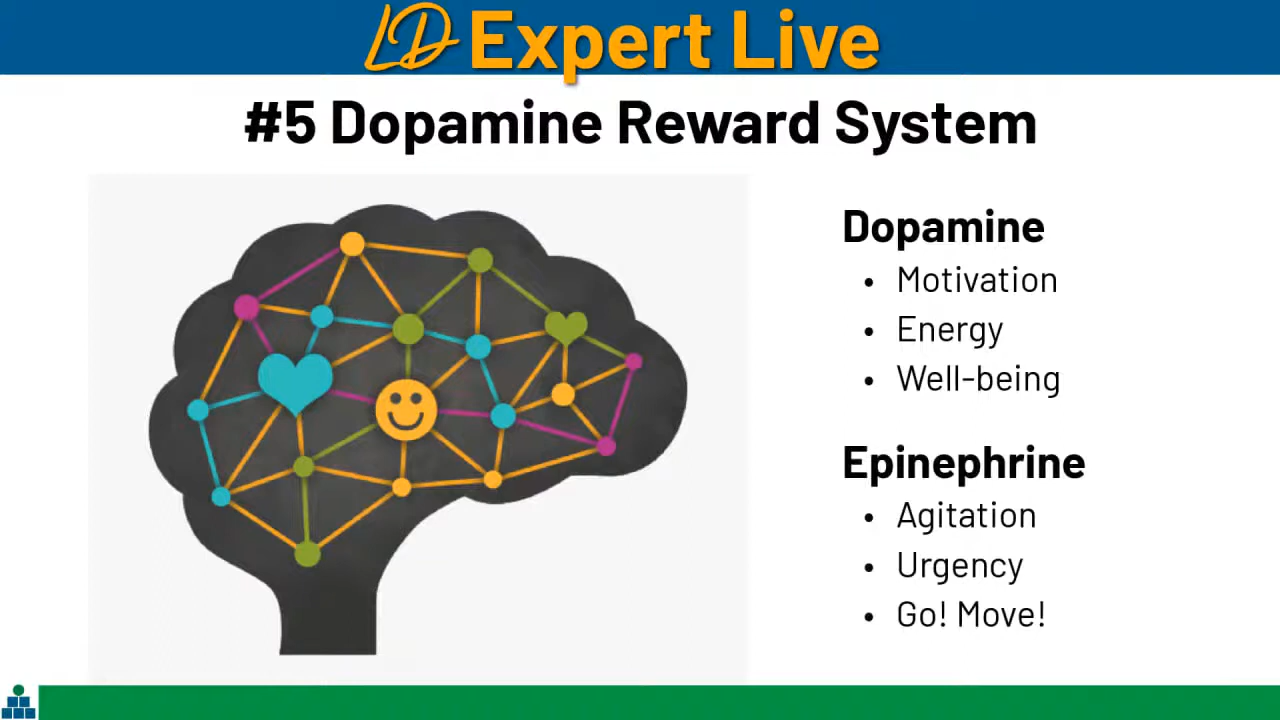 LD Expert Live
#5 Dopamine Reward System
Dopamine
• Motivation
• Energy
• Well-being
Epinephrine
• Agitation
• Urgency
• Go! Move!